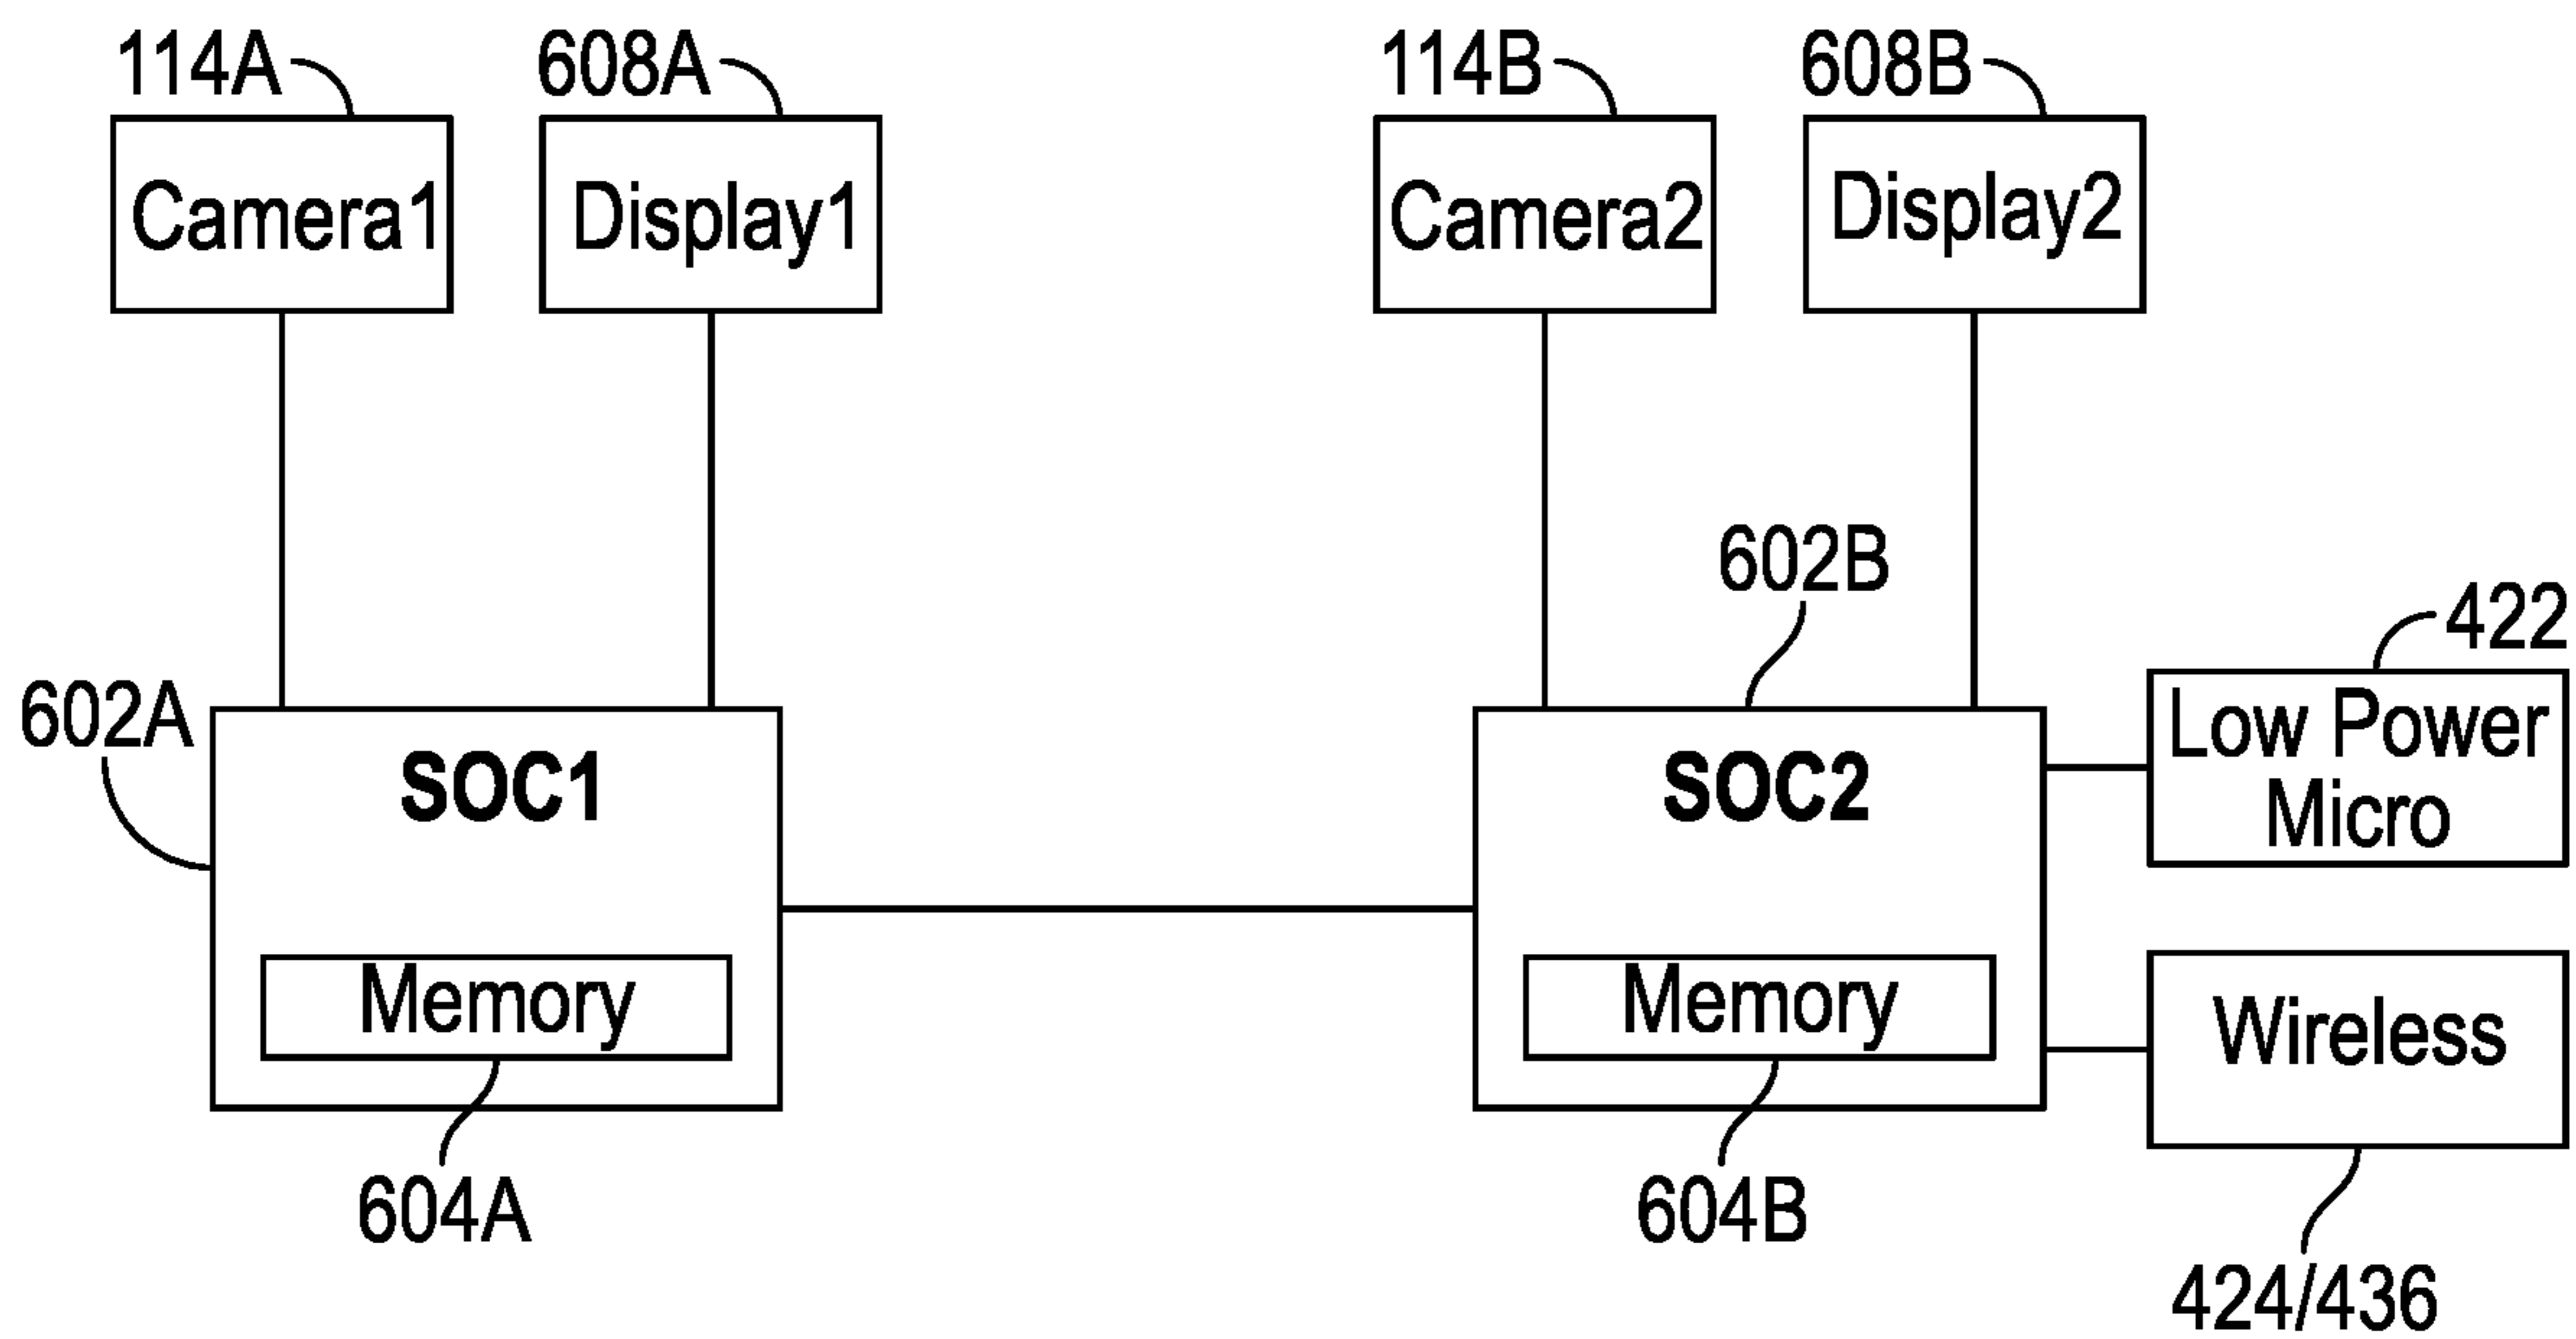 114A
608A
114B
608B
Camera1
Display1
Camera2
Display2
602B
422
602A
SOC1
SOC2
Low Power
Micro
Memory
Memory
Wireless
604A
604B
424/436